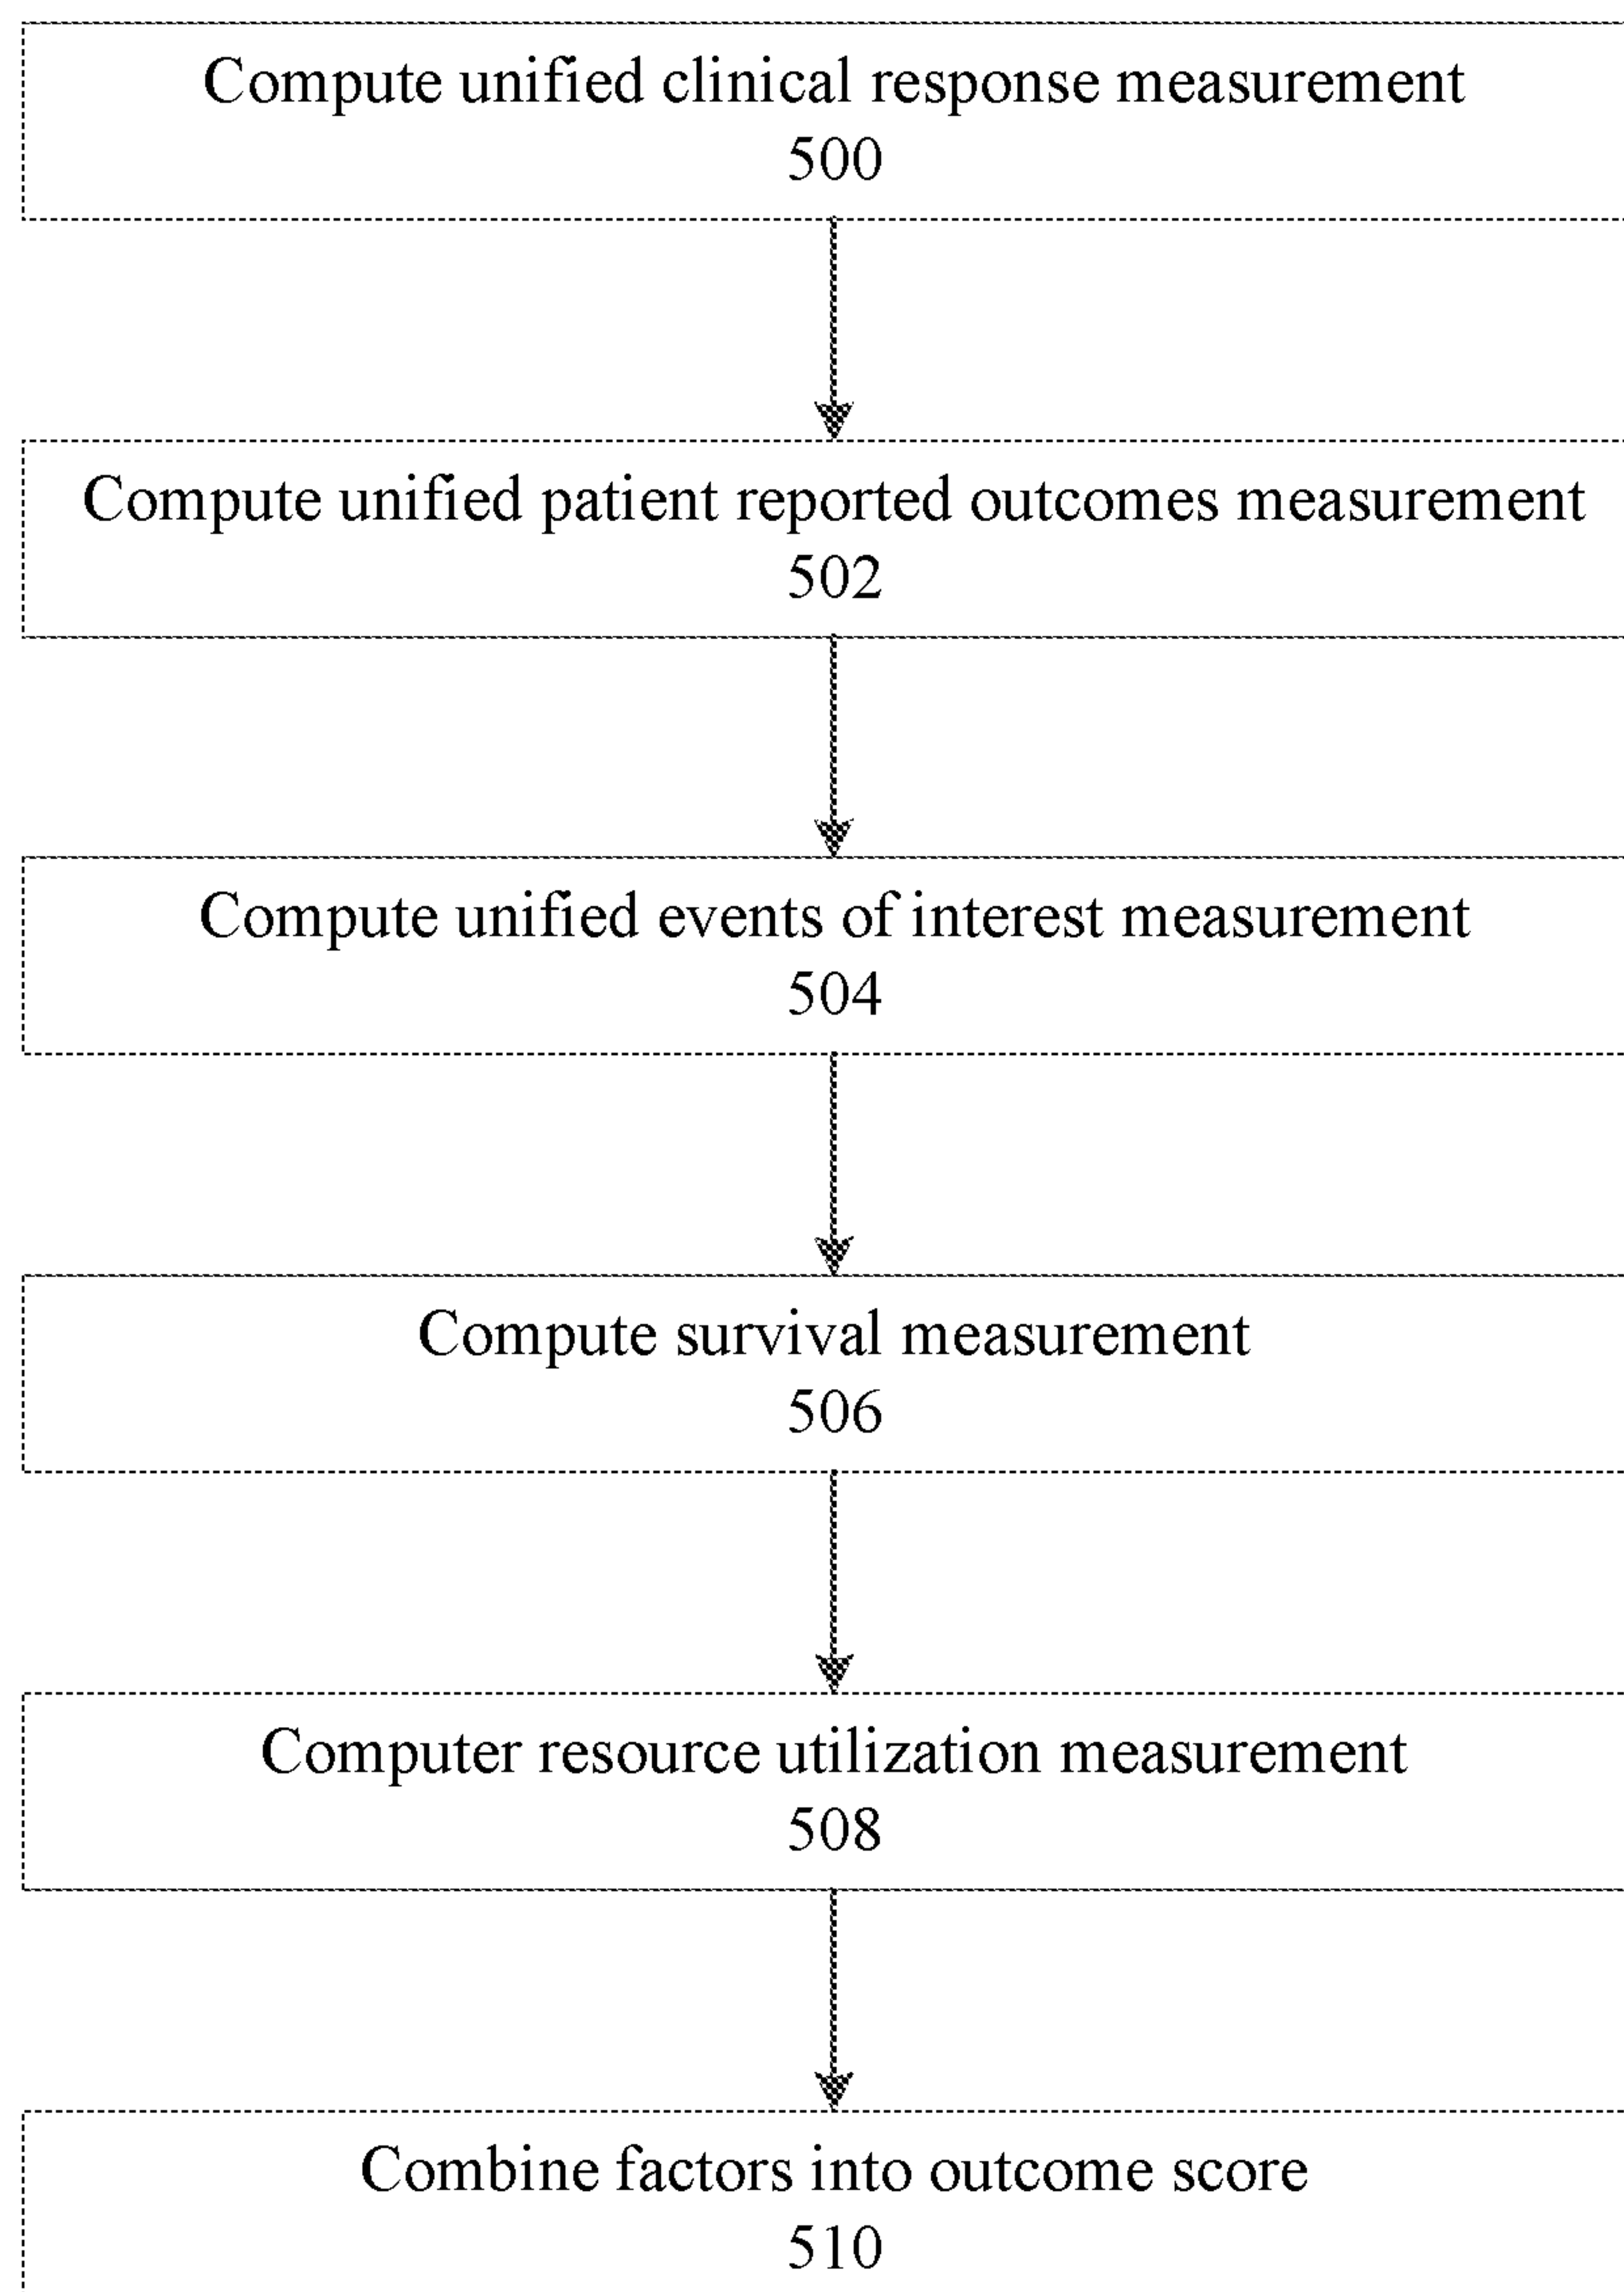 Compute unified clinical response measurement
500
Compute unified patient reported outcomes measurement
502
Compute unified events of interest measurement
504
Compute survival measurement
506
Computer resource utilization measurement
508
Combine factors into outcome score
510